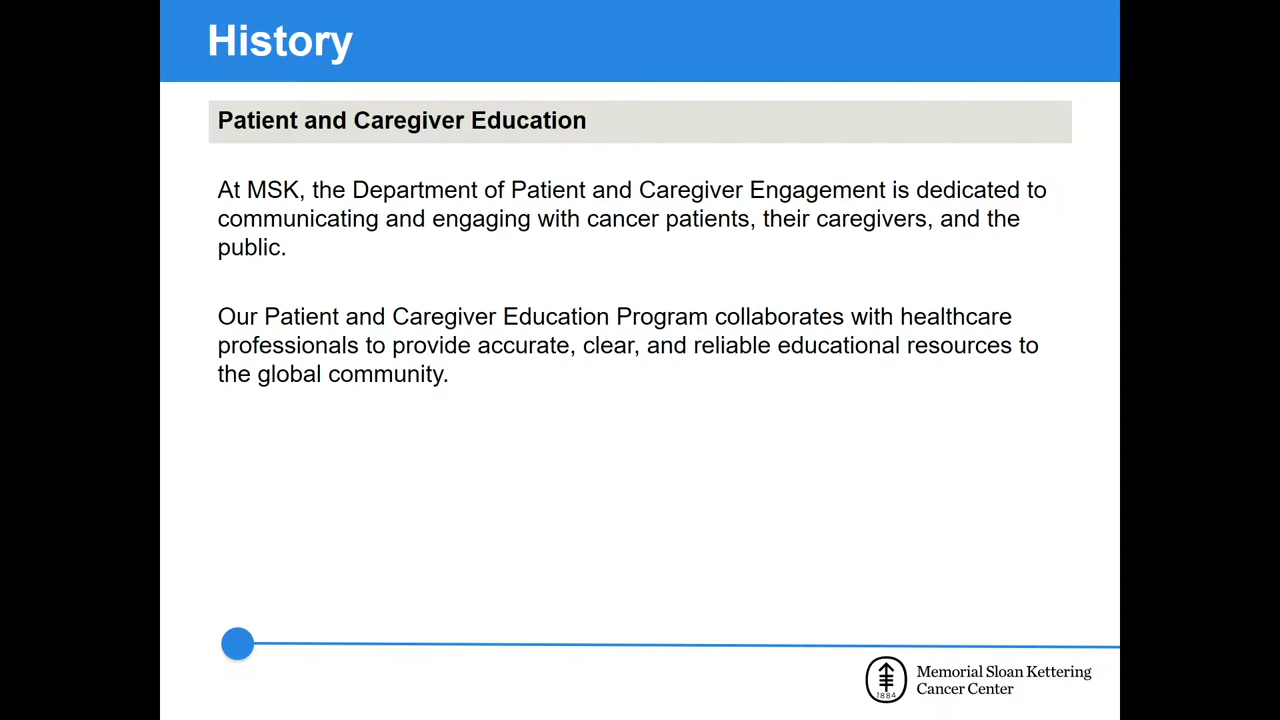 History
Patient and Caregiver Education
At MSK, the Department of Patient and Caregiver Engagement is dedicated to
communicating and engaging with cancer patients, their caregivers, and the
public.
Our Patient and Caregiver Education Program collaborates with healthcare
professionals to provide accurate, clear, and reliable educational resources to
the global community.
1884
Memorial Sloan Kettering
Cancer Center